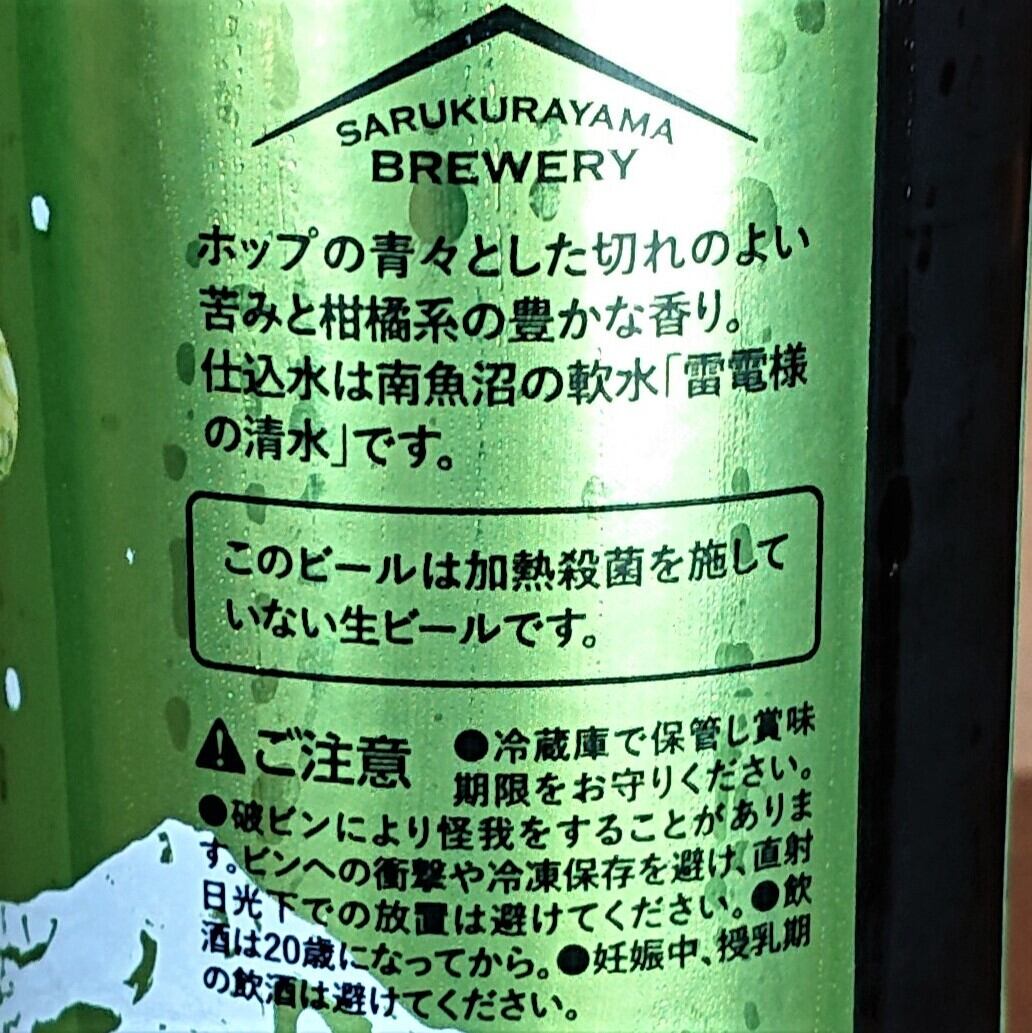 SARUKURAYAMA
BREWERY
ホップの青々とした切れのよい
苦みと柑橘系の豊かな香り。
仕込水は南魚沼の軟水「雷電様
の清水」です。
このビールは加熱殺菌を施して
いない生ビールです。
ご注意 ●冷蔵庫で保管し賞味
期限をお守りください。
●破ビンにより怪我をすることがありま
す。ビンへの衝撃や冷凍保存を避け、直射
日光下での放置は避けてください。●飲
酒は20歳になってから。●妊娠中、授乳期
の飲酒は避けてください。